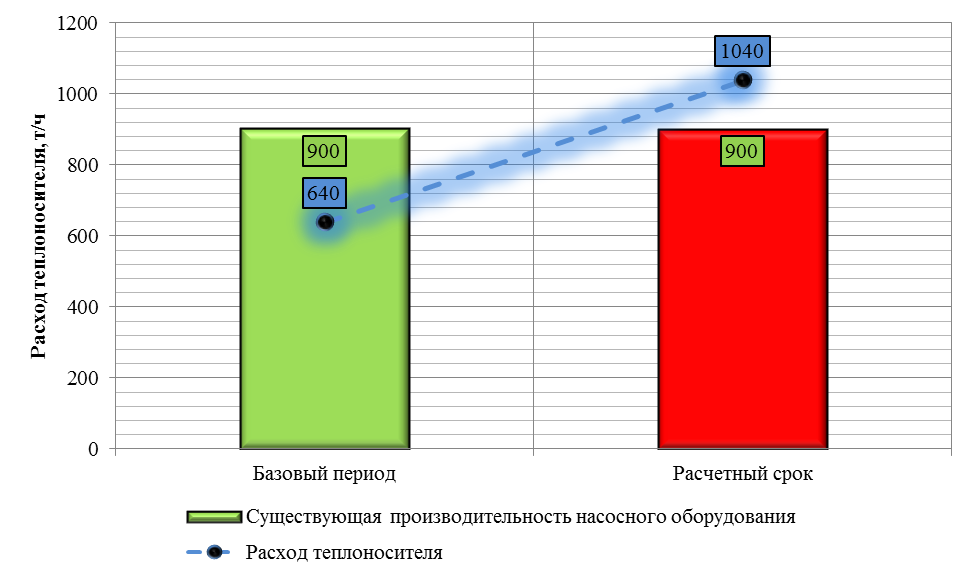 Расход теплоносителя, т/ч
1200
1000
800
600
400
200
0
1040
900
900
640
Базовый период
Расчетный срок
Существующая производительность насосного оборудования
Расход теплоносителя